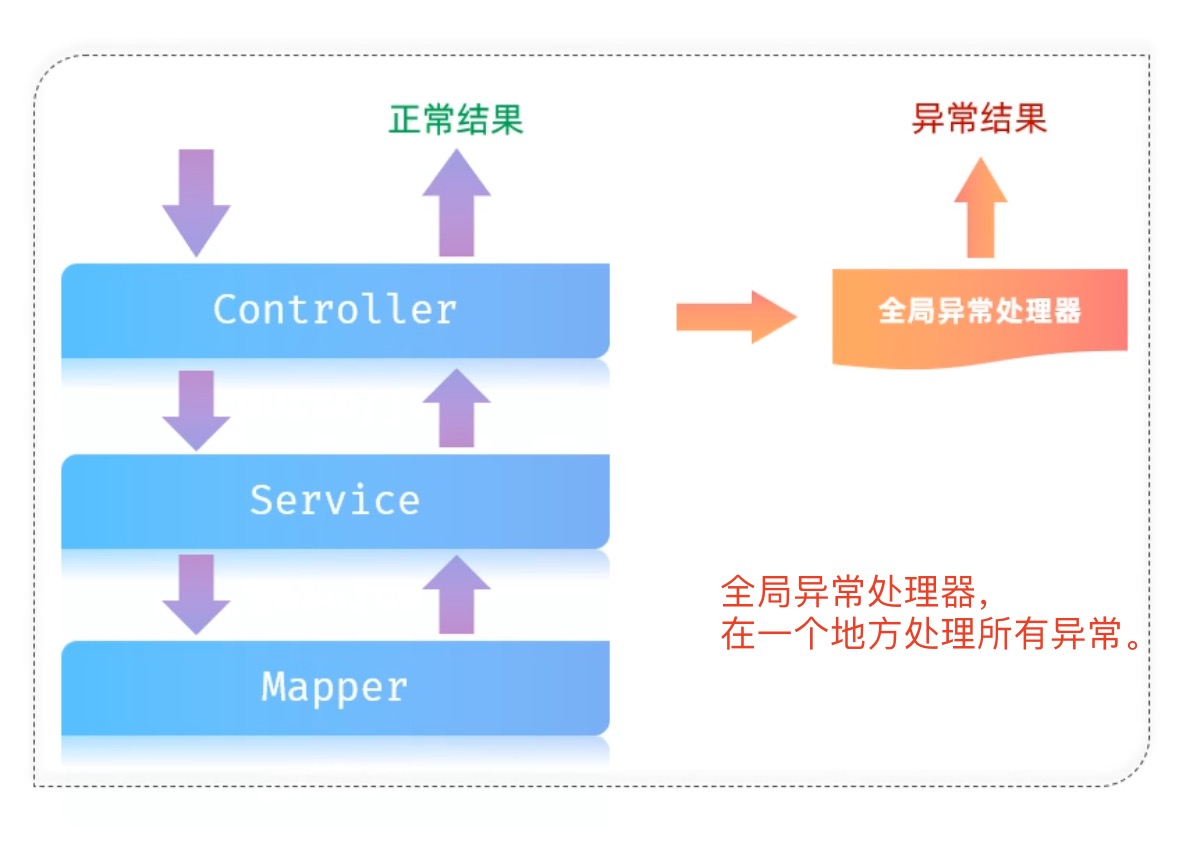 正常结果
异常结果
Controller
全局异常处理器
Service
全局异常处理器，
在一个地方处理所有异常。
Mapper